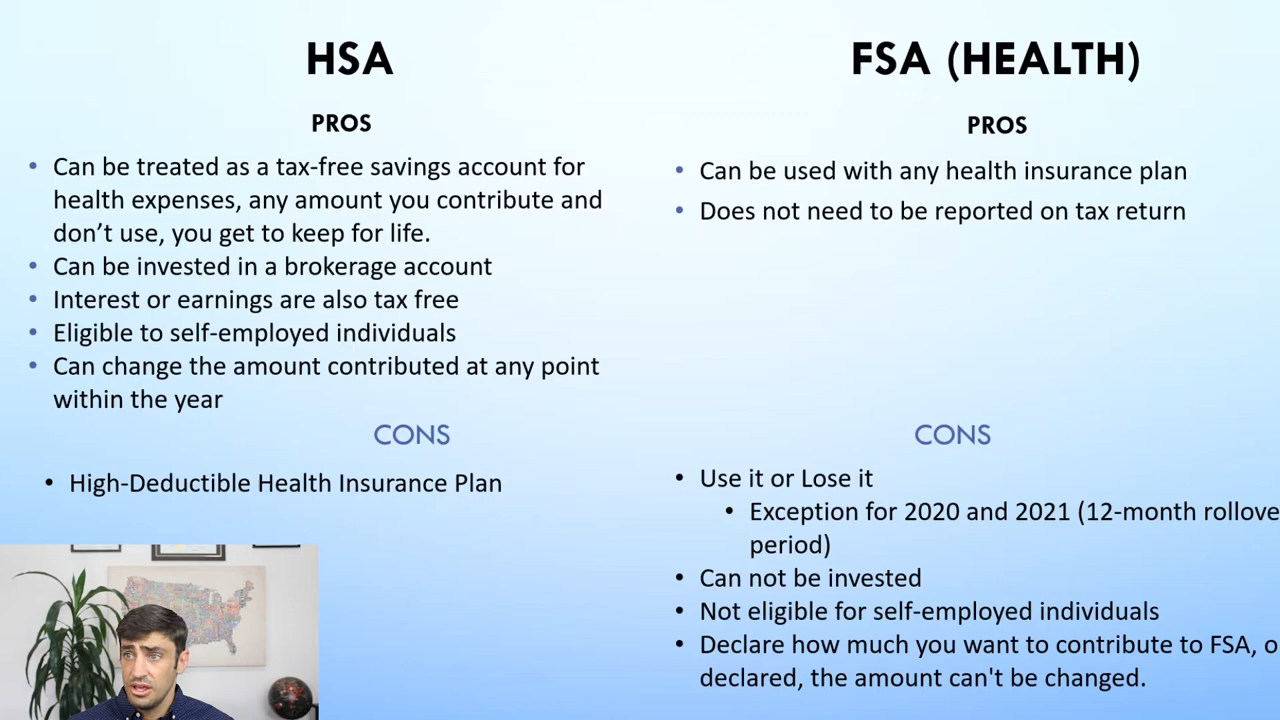 HSA
PROS
• Can be treated as a tax-free savings account for
health expenses, any amount you contribute and
don’t use, you get to keep for life.
• Can be invested in a brokerage account
• Interest or earnings are also tax free
• Eligible to self-employed individuals
• Can change the amount contributed at any point
within the year
CONS
• High-Deductible Health Insurance Plan
FSA (HEALTH)
PROS
• Can be used with any health insurance plan
• Does not need to be reported on tax return
CONS
• Use it or Lose it
• Exception for 2020 and 2021 (12-month rollove
period)
• Can not be invested
• Not eligible for self-employed individuals
• Declare how much you want to contribute to FSA, o
declared, the amount can't be changed.